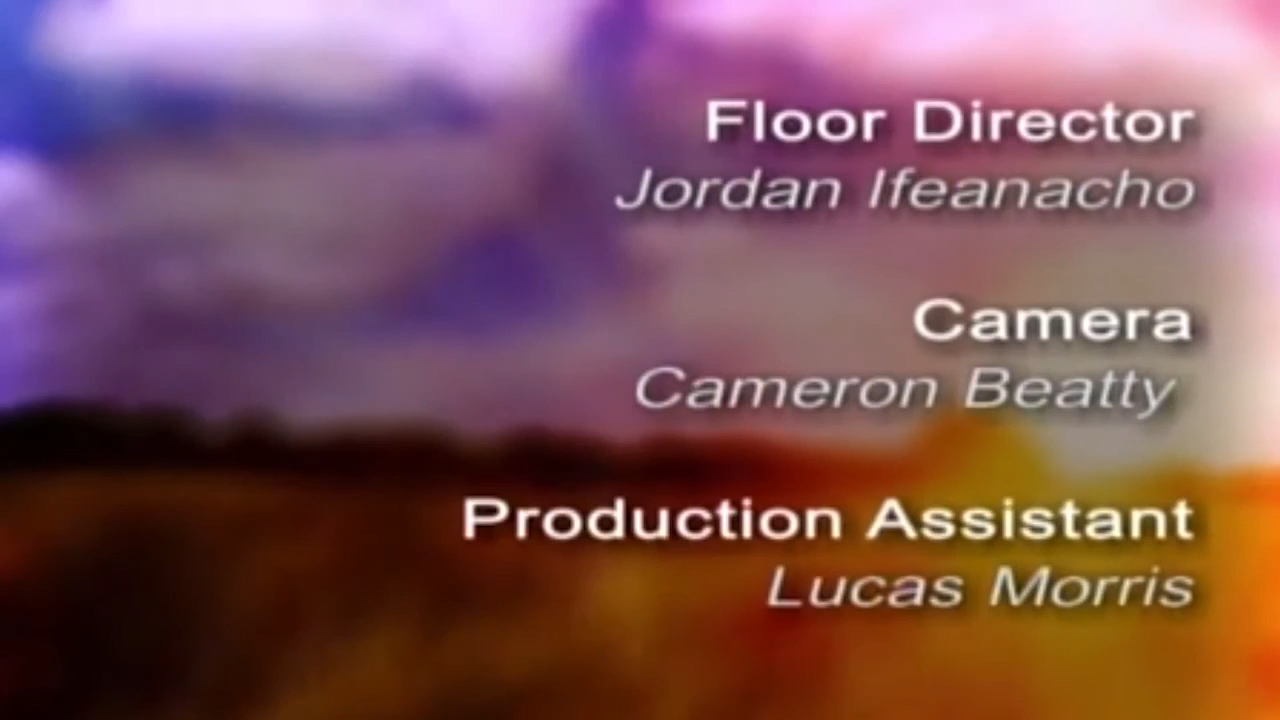 Floor Director
Jordan Ifeanacho
Camera
Cameron Beatty
Production Assistant
Lucas Morris